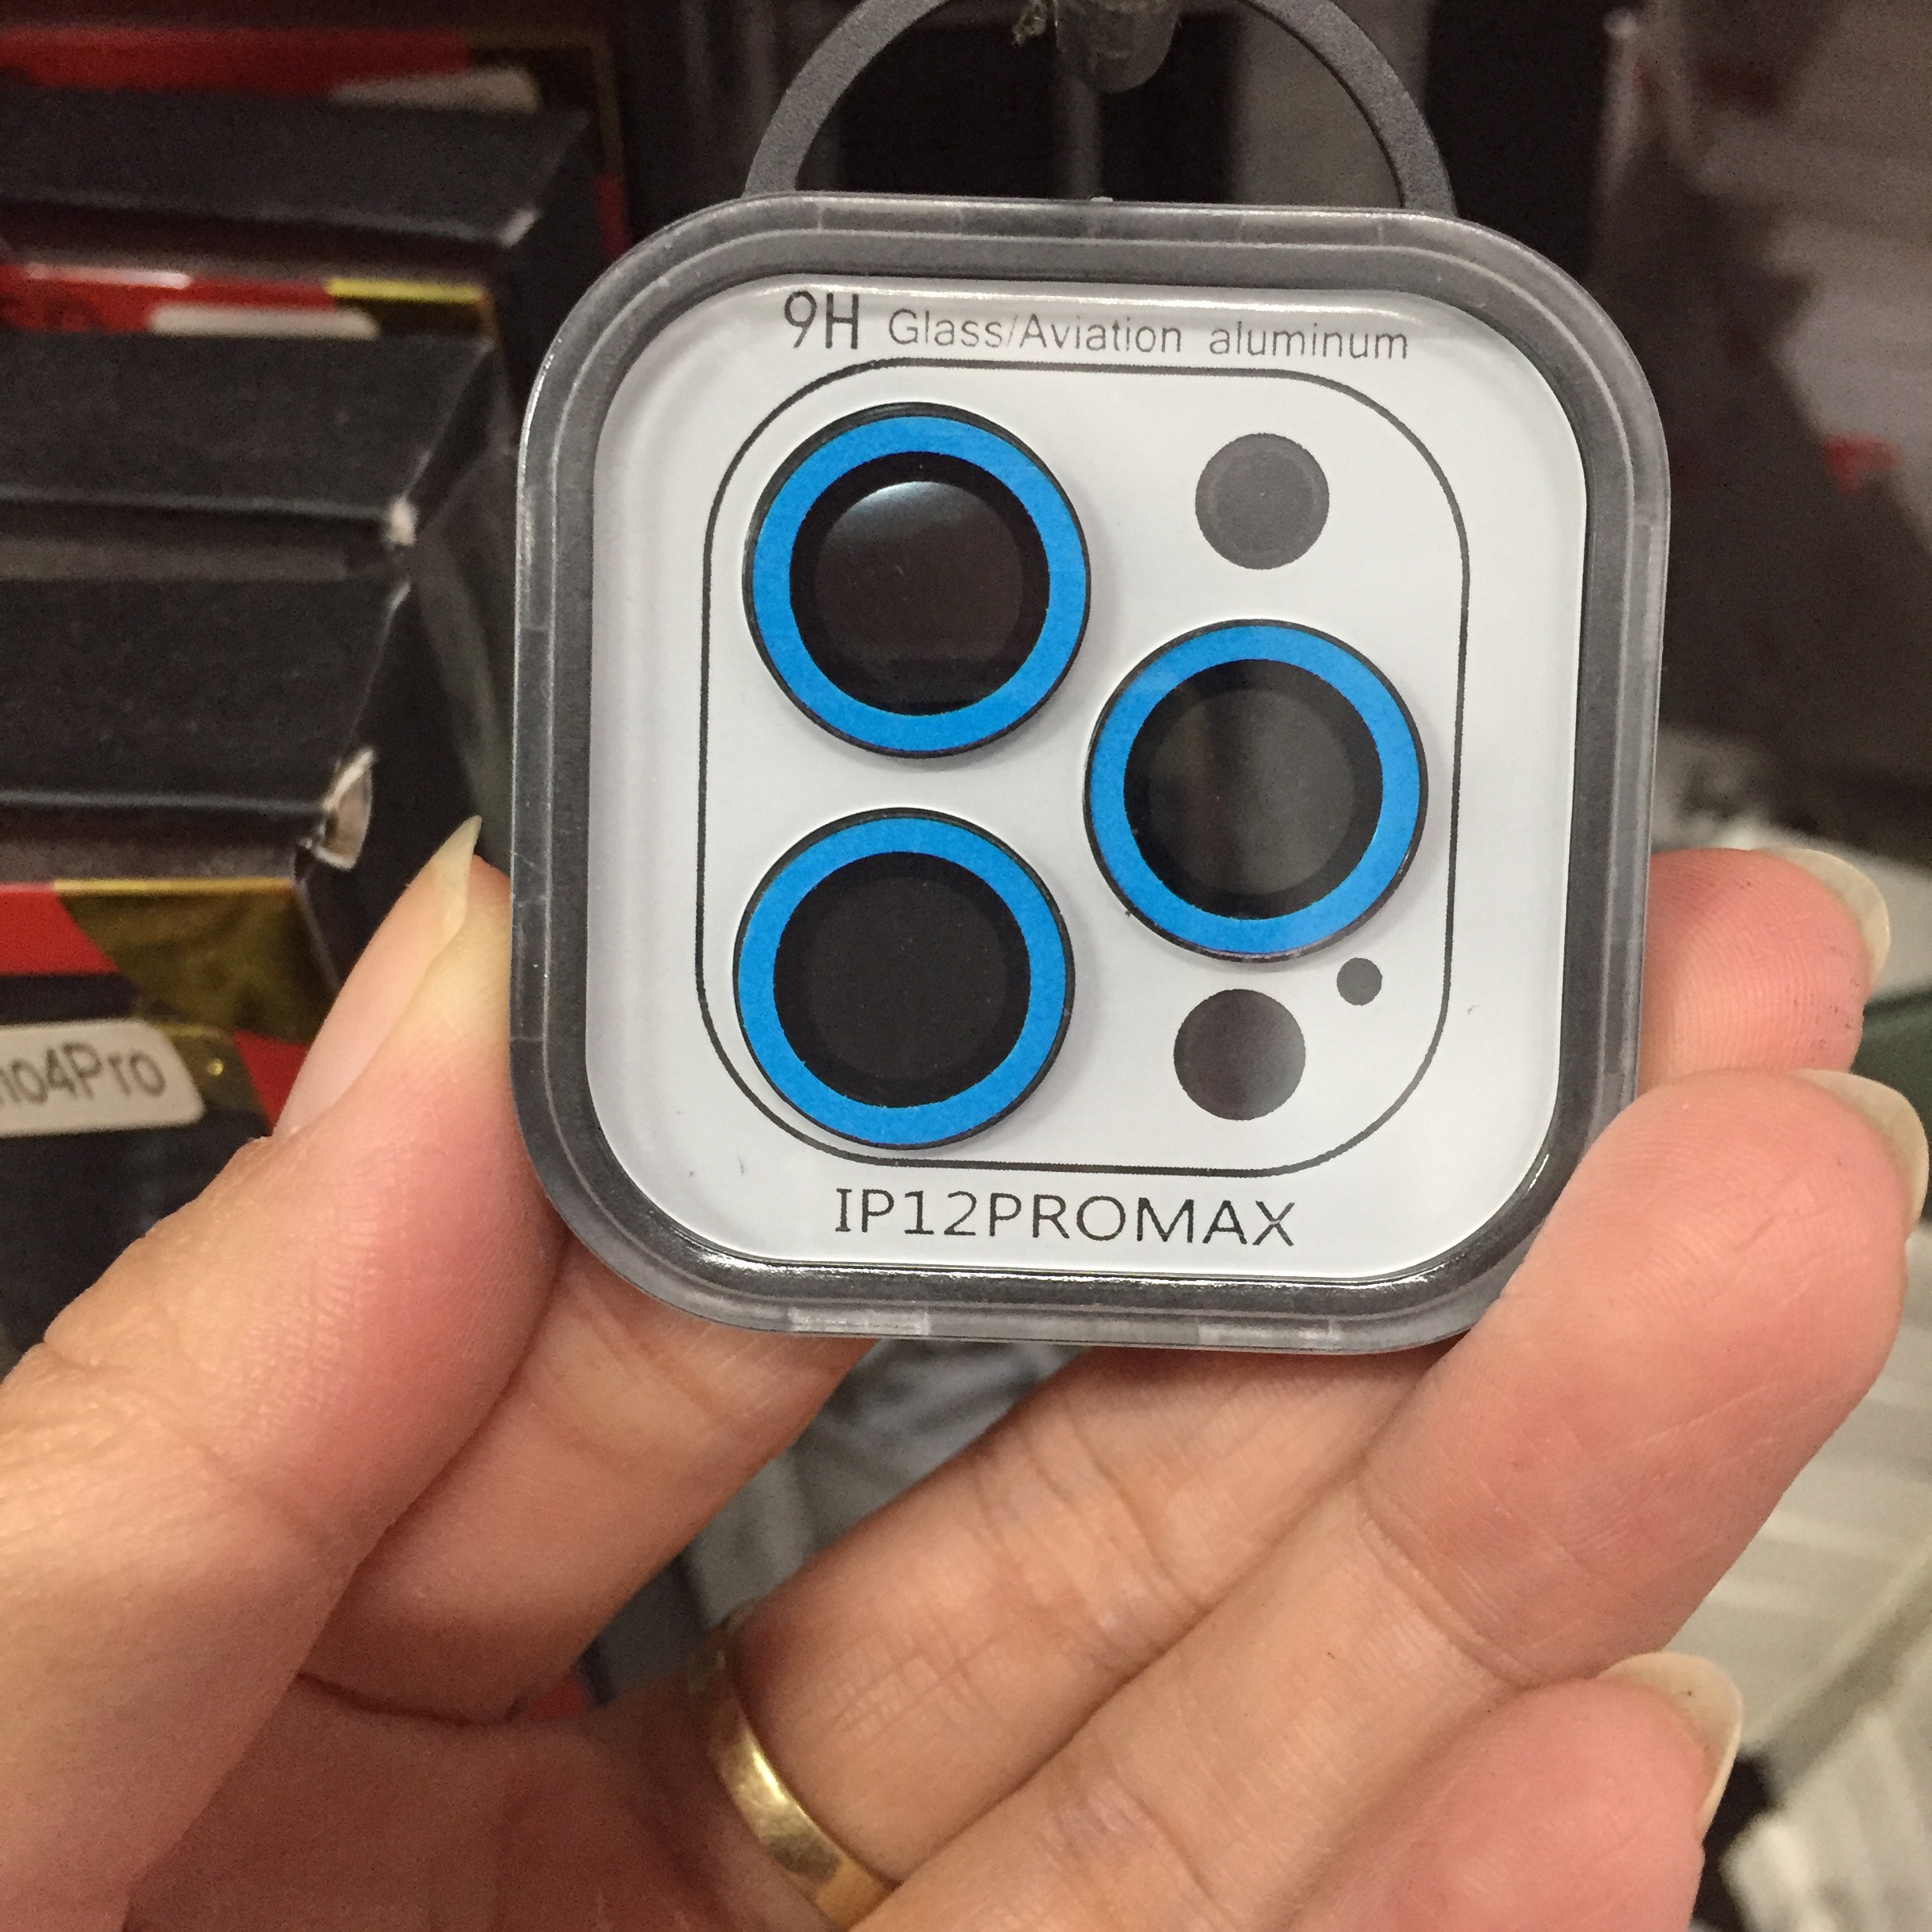 9H Glass/Aviation aluminum
IP12PROMAX